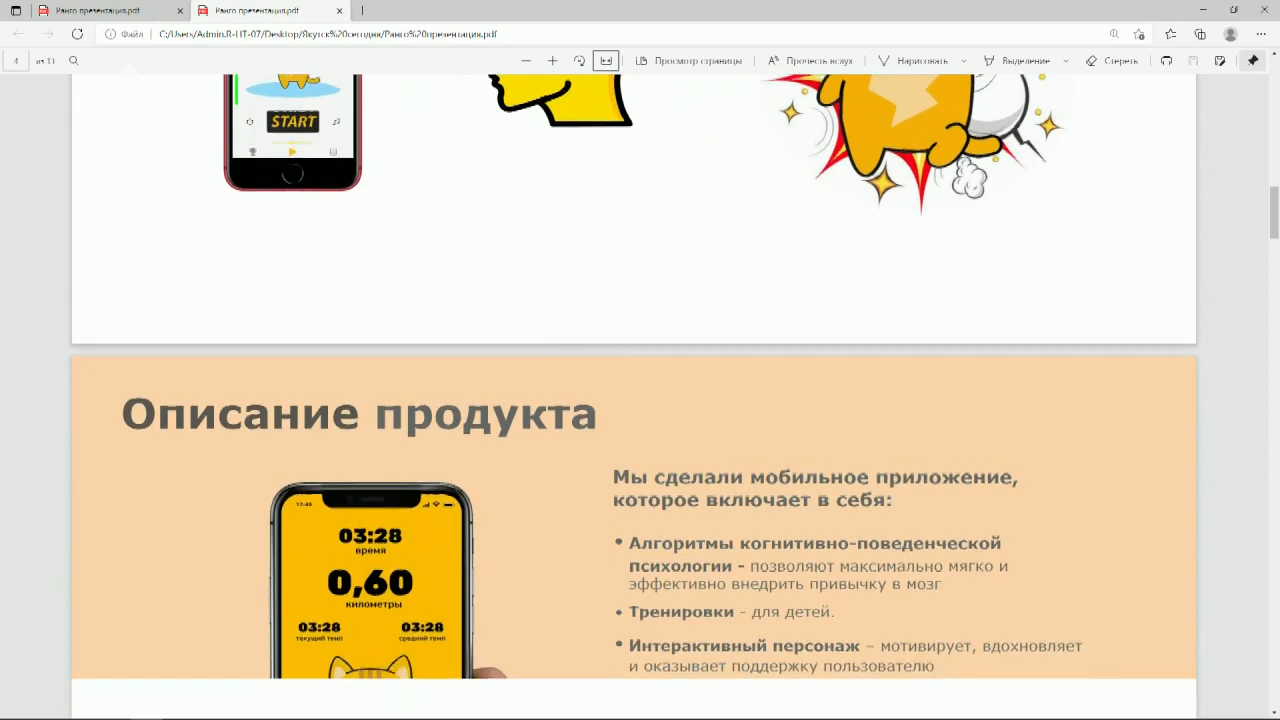 Ранго презентация.pdf
Ранго презентация.pdf
Файл
C:/Users/Admin.R-HT-07/Desktop/Якутск%20сегодня/Ранго%20презентация.pdf
4 из 13
Просмотр страницы
Прочесть вслух
Нарисовать
Выделение
Стереть
START
Описание продукта
Мы сделали мобильное приложение,
которое включает в себя:
• Алгоритмы когнитивно-поведенческой
психологии - позволяют максимально мягко и
эффективно внедрить привычку в мозг
• Тренировки - для детей.
• Интерактивный персонаж – мотивирует, вдохновляет
и оказывает поддержку пользователю
03:28
время
0,60
километры
03:28 03:28
текущий темп средний темп